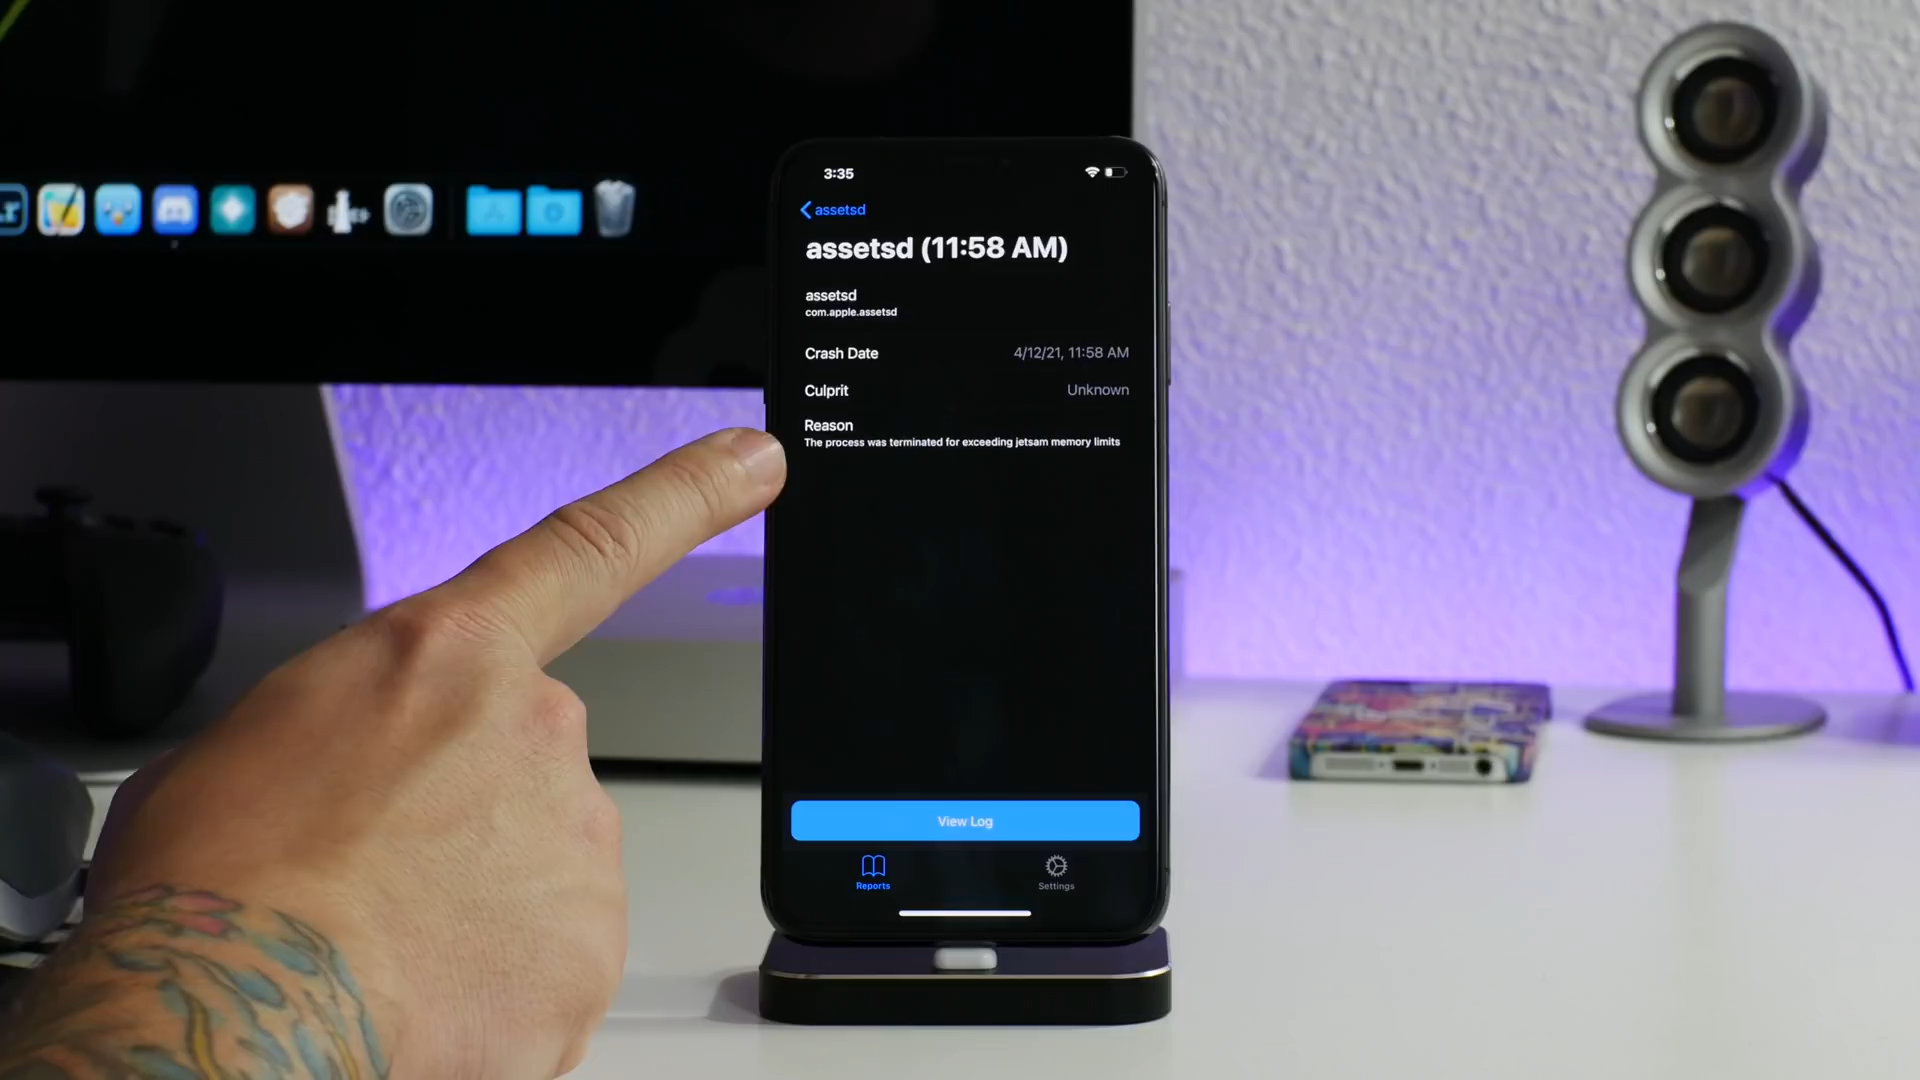 3:35
assetsd
assetsd (11:58 AM)
assetsd
com.apple.assetsd
Crash Date 4/12/21, 11:58 AM
Culprit Unknown
Reason
The process was terminated for exceeding jetsam memory limits
View Log
Reports Settings